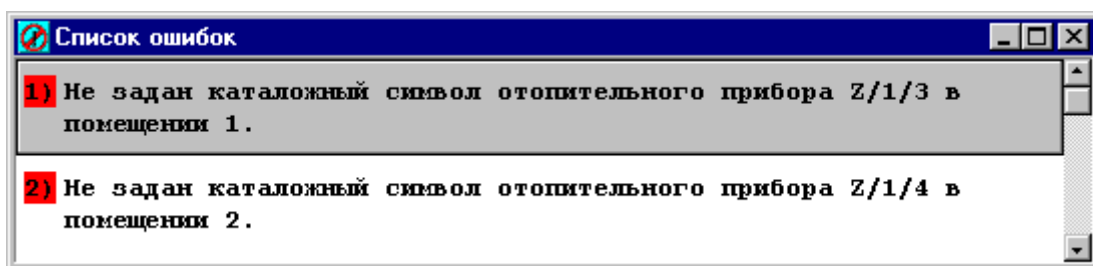 Список ошибок
1) Не задан каталожный символ отопительного прибора Z/1/3 в
помещении 1.
2) Не задан каталожный символ отопительного прибора Z/1/4 в
помещении 2.